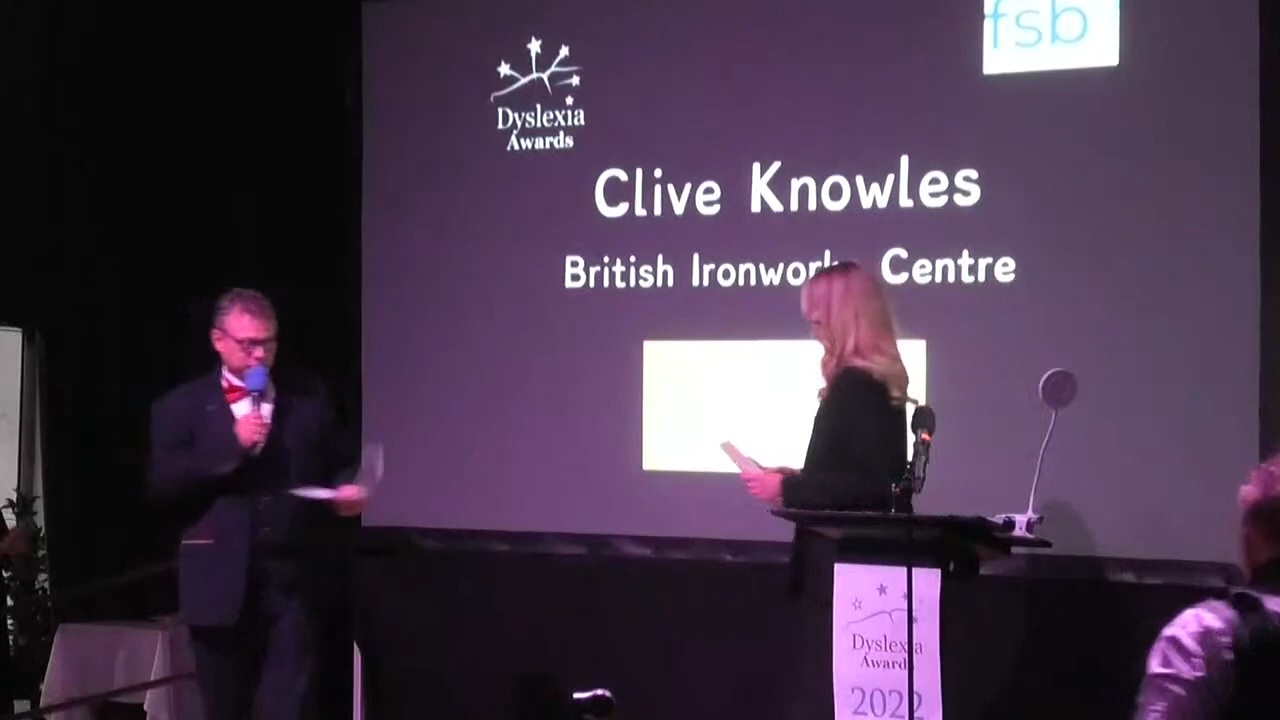 fsb
Dyslexia
Awards
Clive Knowles
British Ironwork Centre
Dyslexia
Awards
2022